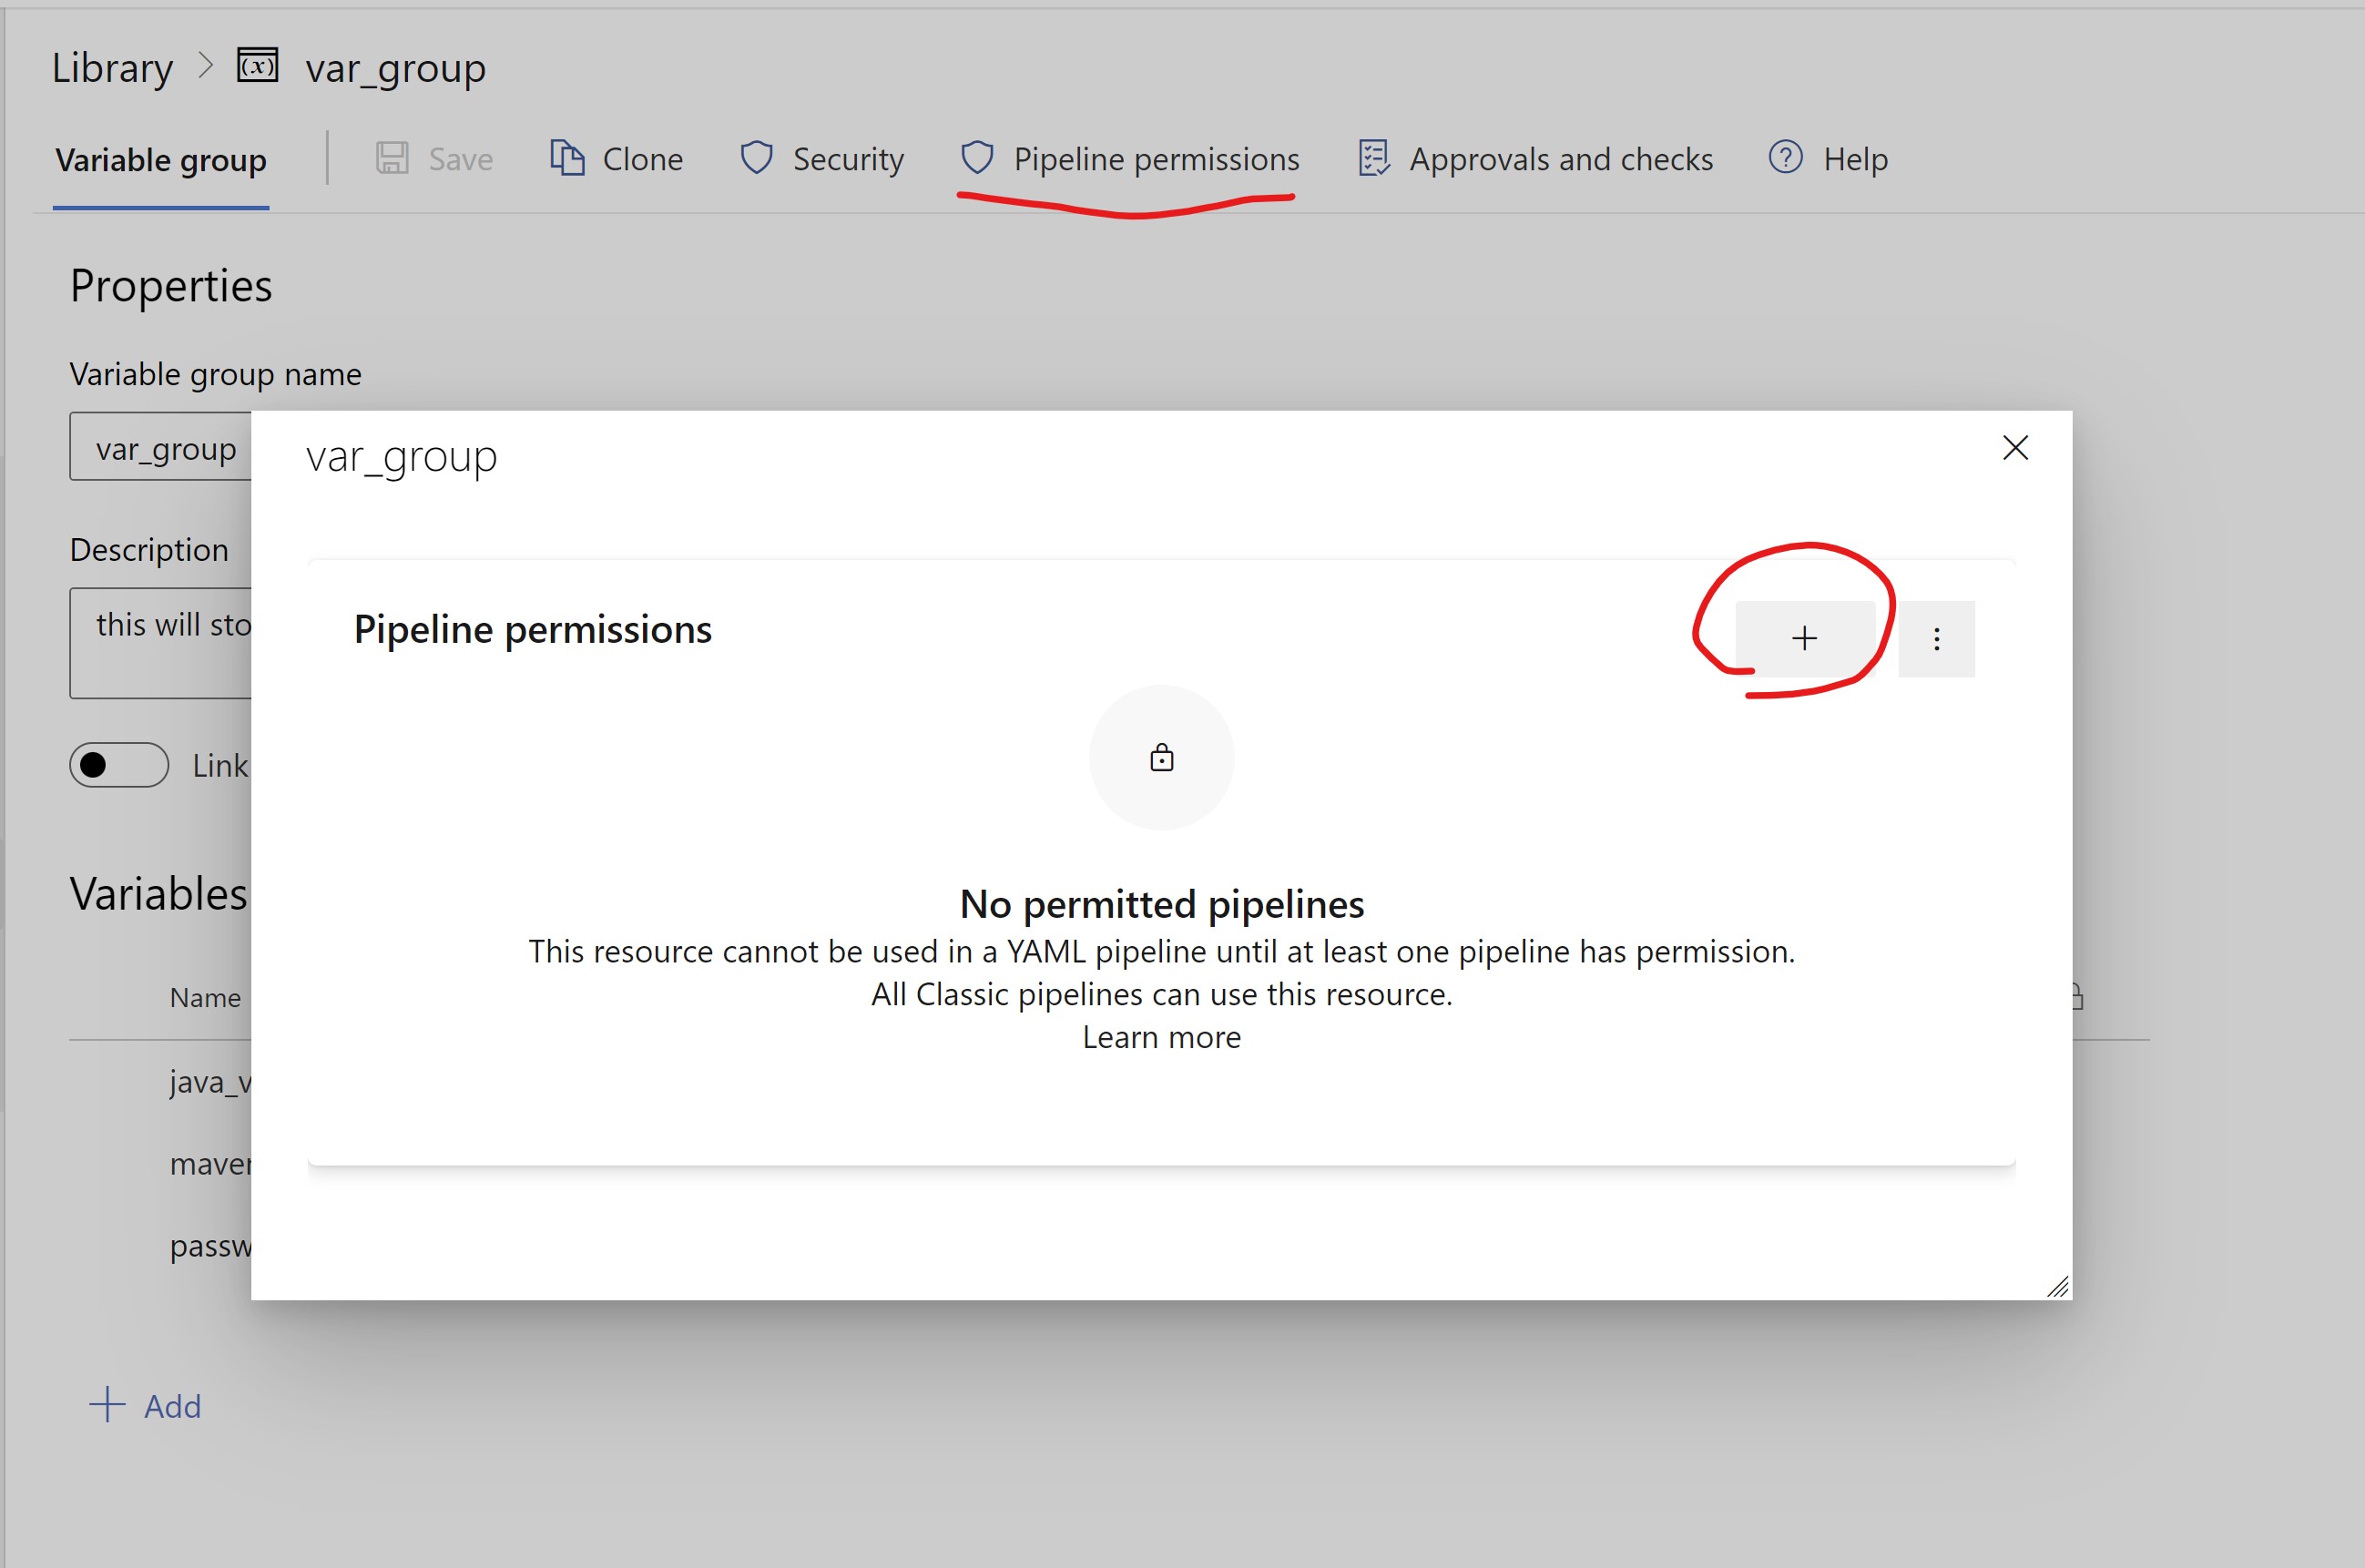 Library > var_group
Variable group Save Clone Security Pipeline permissions Approvals and checks ? Help
Properties
Variable group name
var_group
Description
this will sto
Link
Variables
Name
java_v
maven
passw
Add
var_group
Pipeline permissions
No permitted pipelines
This resource cannot be used in a YAML pipeline until at least one pipeline has permission.
All Classic pipelines can use this resource.
Learn more